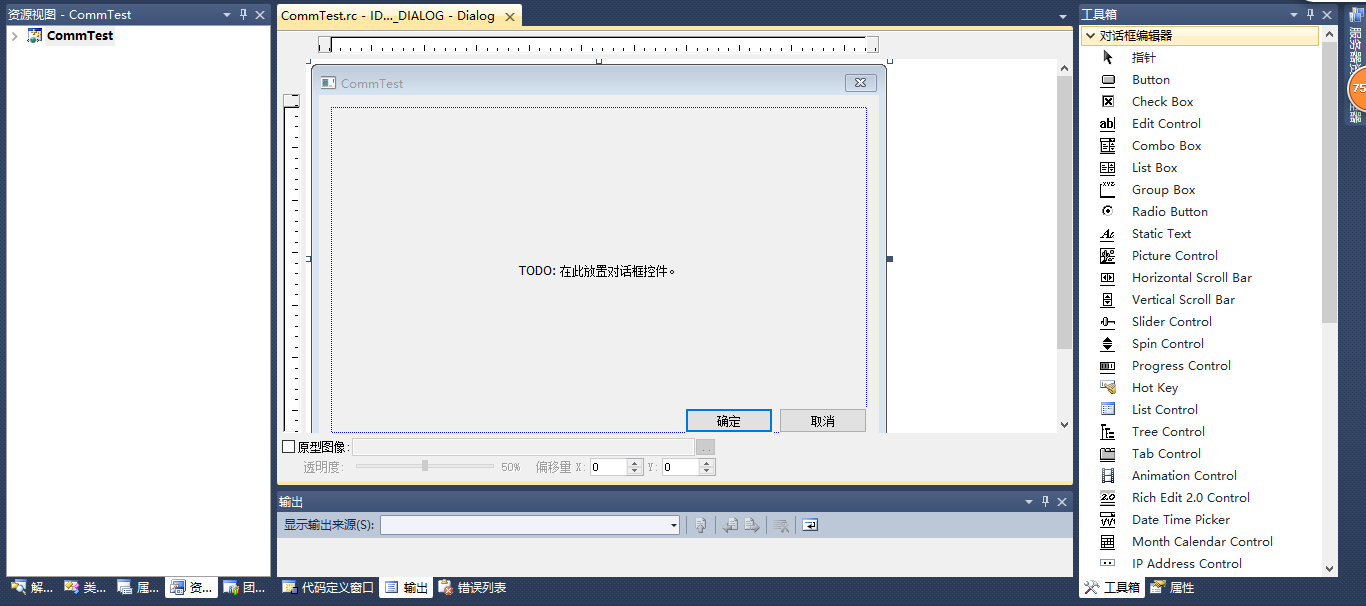 资源视图 - CommTest
CommTest
CommTest.rc - ID..._DIALOG - Dialog
CommTest
TODO: 在此放置对话框控件。
确定
取消
原型图像:
...
透明度:
50%
偏移量 X:
0
Y:
0
输出
显示输出来源(S):
工具箱
对话框编辑器
指针
Button
Check Box
Edit Control
Combo Box
List Box
Group Box
Radio Button
Static Text
Picture Control
Horizontal Scroll Bar
Vertical Scroll Bar
Slider Control
Spin Control
Progress Control
Hot Key
List Control
Tree Control
Tab Control
Animation Control
Rich Edit 2.0 Control
Date Time Picker
Month Calendar Control
IP Address Control
服务器资
器
75
解...
类...
属...
资...
团...
代码定义窗口
输出
错误列表
工具箱
属性